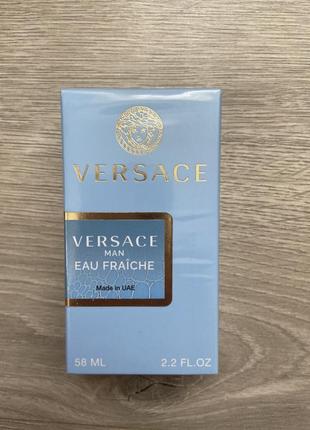 VERSACE
VERSACE
MAN
EAU FRAÎCHE
Made in UAE
58 ML 2.2 FL.OZ